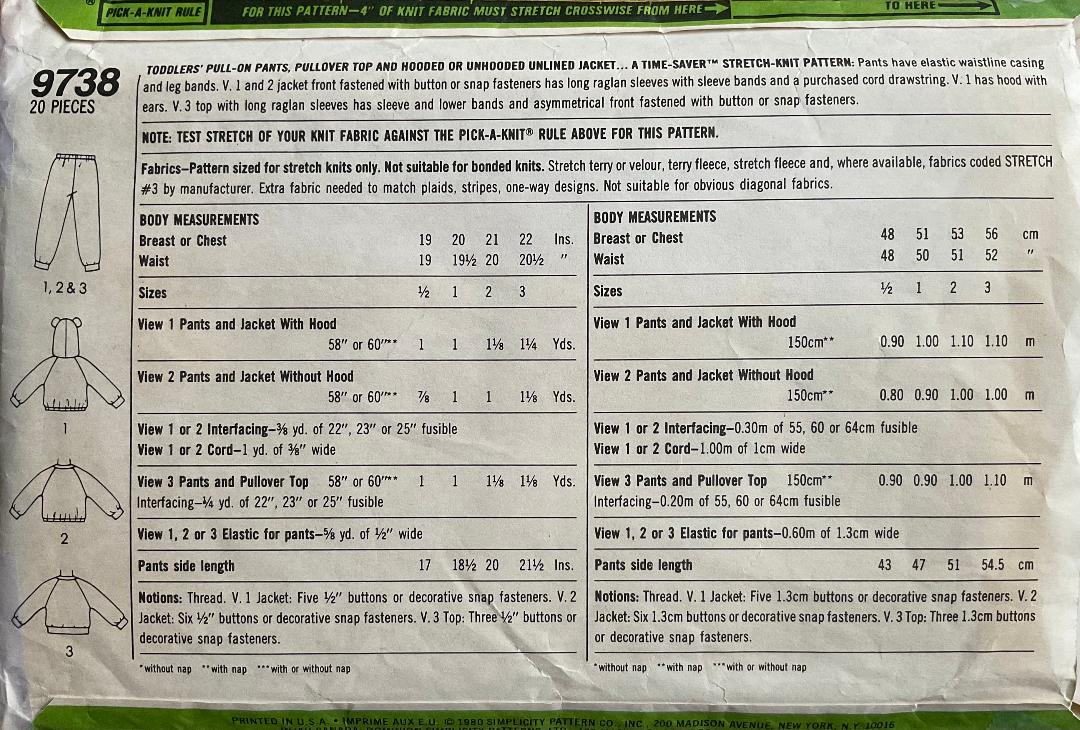 ® PICK-A-KNIT RULE FOR THIS PATTERN—4" OF KNIT FABRIC MUST STRETCH CROSSWISE FROM HERE TO HERE
9738
20 PIECES
TODDLERS' PULL-ON PANTS, PULLOVER TOP AND HOODED OR UNHOODED UNLINED JACKET... A TIME-SAVER™ STRETCH-KNIT PATTERN: Pants have elastic waistline casing
and leg bands. V. 1 and 2 jacket front fastened with button or snap fasteners has long raglan sleeves with sleeve bands and a purchased cord drawstring. V. 1 has hood with
ears. V. 3 top with long raglan sleeves has sleeve and lower bands and asymmetrical front fastened with button or snap fasteners.
NOTE: TEST STRETCH OF YOUR KNIT FABRIC AGAINST THE PICK-A-KNIT® RULE ABOVE FOR THIS PATTERN.
Fabrics—Pattern sized for stretch knits only. Not suitable for bonded knits. Stretch terry or velour, terry fleece, stretch fleece and, where available, fabrics coded STRETCH
#3 by manufacturer. Extra fabric needed to match plaids, stripes, one-way designs. Not suitable for obvious diagonal fabrics.
1, 2 & 3
1
2
3
BODY MEASUREMENTS
Breast or Chest 19 20 21 22 Ins.
Waist 19 19½ 20 20½ "
Sizes ½ 1 2 3
View 1 Pants and Jacket With Hood
58" or 60"** 1 1 1⅛ 1¼ Yds.
View 2 Pants and Jacket Without Hood
58" or 60"** ⅞ 1 1 1⅛ Yds.
View 1 or 2 Interfacing—⅜ yd. of 22", 23" or 25" fusible
View 1 or 2 Cord—1 yd. of ⅜" wide
View 3 Pants and Pullover Top 58" or 60"** 1 1 1⅛ 1⅛ Yds.
Interfacing—¼ yd. of 22", 23" or 25" fusible
View 1, 2 or 3 Elastic for pants—⅝ yd. of ½" wide
Pants side length 17 18½ 20 21½ Ins.
Notions: Thread. V. 1 Jacket: Five ½" buttons or decorative snap fasteners. V. 2
Jacket: Six ½" buttons or decorative snap fasteners. V. 3 Top: Three ½" buttons or
decorative snap fasteners.
*without nap **with nap ***with or without nap
BODY MEASUREMENTS
Breast or Chest 48 51 53 56 cm
Waist 48 50 51 52 "
Sizes ½ 1 2 3
View 1 Pants and Jacket With Hood
150cm** 0.90 1.00 1.10 1.10 m
View 2 Pants and Jacket Without Hood
150cm** 0.80 0.90 1.00 1.00 m
View 1 or 2 Interfacing—0.30m of 55, 60 or 64cm fusible
View 1 or 2 Cord—1.00m of 1cm wide
View 3 Pants and Pullover Top 150cm** 0.90 0.90 1.00 1.10 m
Interfacing—0.20m of 55, 60 or 64cm fusible
View 1, 2 or 3 Elastic for pants—0.60m of 1.3cm wide
Pants side length 43 47 51 54.5 cm
Notions: Thread. V. 1 Jacket: Five 1.3cm buttons or decorative snap fasteners. V. 2
Jacket: Six 1.3cm buttons or decorative snap fasteners. V. 3 Top: Three 1.3cm buttons
or decorative snap fasteners.
*without nap **with nap ***with or without nap
PRINTED IN U.S.A. • IMPRIME AUX E.U. © 1980 SIMPLICITY PATTERN CO., INC., 200 MADISON AVENUE, NEW YORK, N.Y. 10016